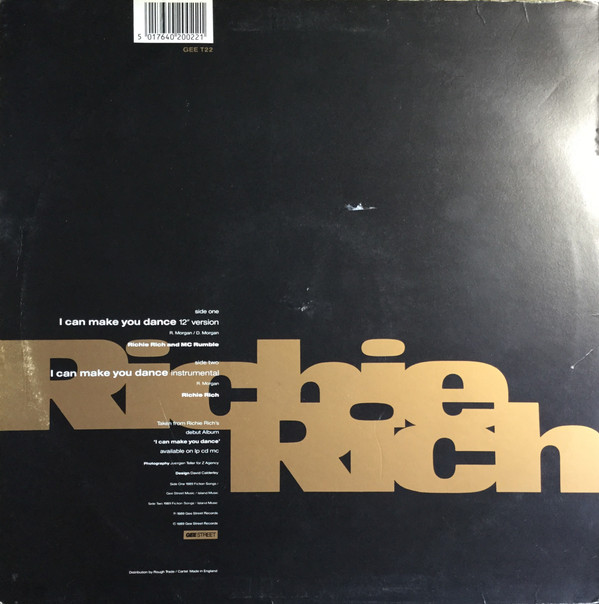 5 017640 200221
GEE T22
side one
I can make you dance 12" version
R. Morgan / D. Morgan
Richie Rich and MC Rumble
side two
I can make you dance instrumental
R. Morgan
Richie Rich
Taken from Richie Rich's
debut Album
'I can make you dance'
available on lp cd mc
Photography Juergen Teller for Z Agency
Design David Calderley
Side One 1989 Fiction Songs /
Gee Street Music / Island Music
Side Two 1989 Fiction Songs / Island Music
℗ 1989 Gee Street Records
© 1989 Gee Street Records
GEE STREET
Distribution by Rough Trade / Cartel Made in England
Richie
Rich